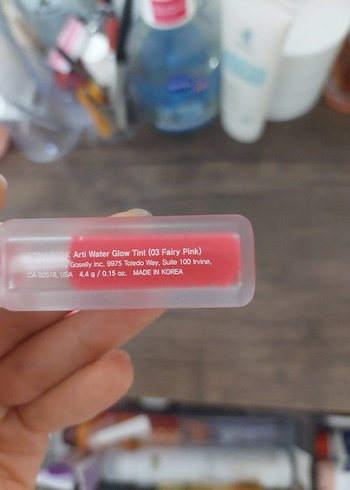 Arti Water Glow Tint (03 Fairy Pink)
Goselly Inc. 9975 Toledo Way, Suite 100 Irvine,
CA 92618, USA 4.4 g / 0.15 oz. MADE IN KOREA